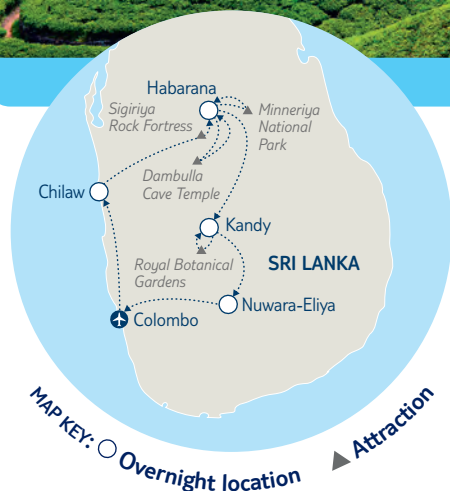 Habarana
Sigiriya
Rock Fortress
Minneriya
National
Park
Dambulla
Cave Temple
Chilaw
Kandy
Royal Botanical
Gardens
SRI LANKA
Nuwara-Eliya
Colombo
MAP KEY: Overnight location Attraction